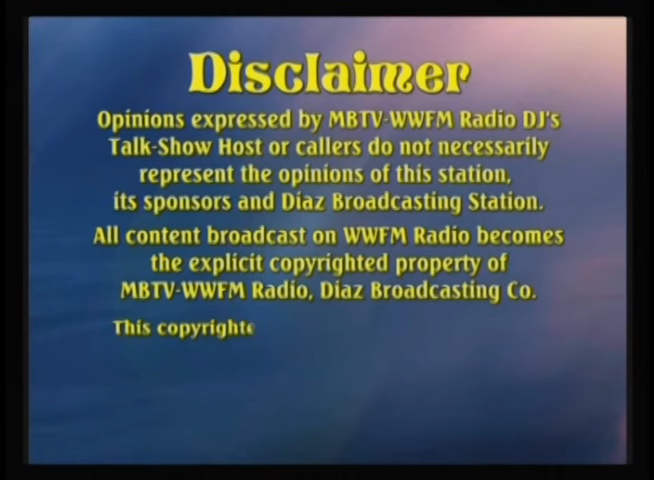 Disclaimer
Opinions expressed by MBTV-WWFM Radio DJ's
Talk-Show Host or callers do not necessarily
represent the opinions of this station,
its sponsors and Diaz Broadcasting Station.
All content broadcast on WWFM Radio becomes
the explicit copyrighted property of
MBTV-WWFM Radio, Diaz Broadcasting Co.
This copyrighte